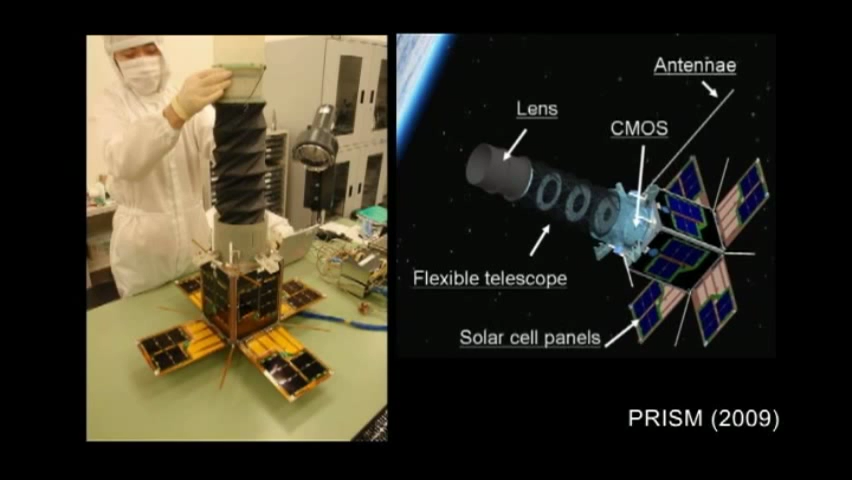 Antennae
Lens
CMOS
Flexible telescope
Solar cell panels
PRISM (2009)